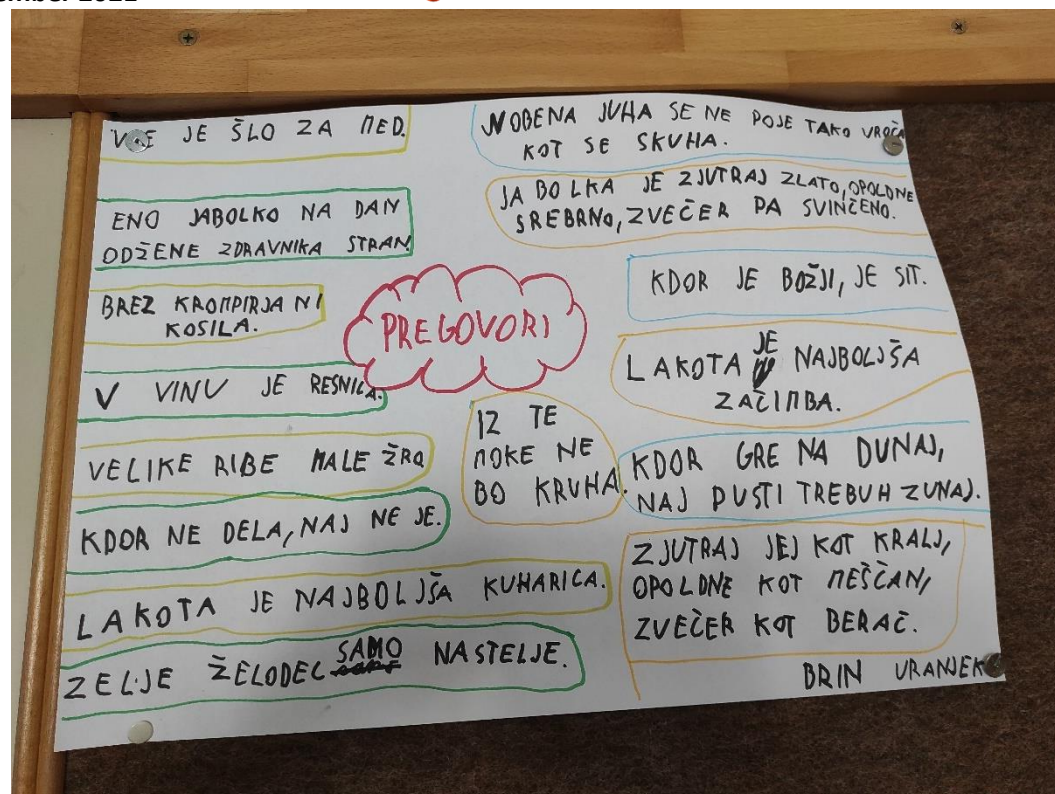 JE ŠLO ZA MED.
ENO JABOLKO NA DAN
ODŽENE ZDRAVNIKA STRAN.
BREZ KROMPIRJA NI
KOSILA.
V VINU JE RESNICA.
VELIKE RIBE MALE ŽRO
KDOR NE DELA, NAJ NE JE.
LAKOTA JE NAJBOLJŠA KUHARICA.
ZELJE ŽELODEC SAMO NASTELJE.
PREGOVORI
IZ TE
MOKE NE
BO KRUHA.
NOBENA JUHA SE NE POJE TAKO VROČA
KOT SE SKUHA.
JABOLKA JE ZJUTRAJ ZLATO, OPOLDNE
SREBRNO, ZVEČER PA SVINČENO.
KDOR JE BOŽJI, JE SIT.
LAKOTA JE NAJBOLJŠA
ZAČIMBA.
KDOR GRE NA DUNAJ,
NAJ PUSTI TREBUH ZUNAJ.
ZJUTRAJ JEJ KOT KRALJ,
OPOLDNE KOT MEŠČAN,
ZVEČER KOT BERAČ.
BRIN URANJEK